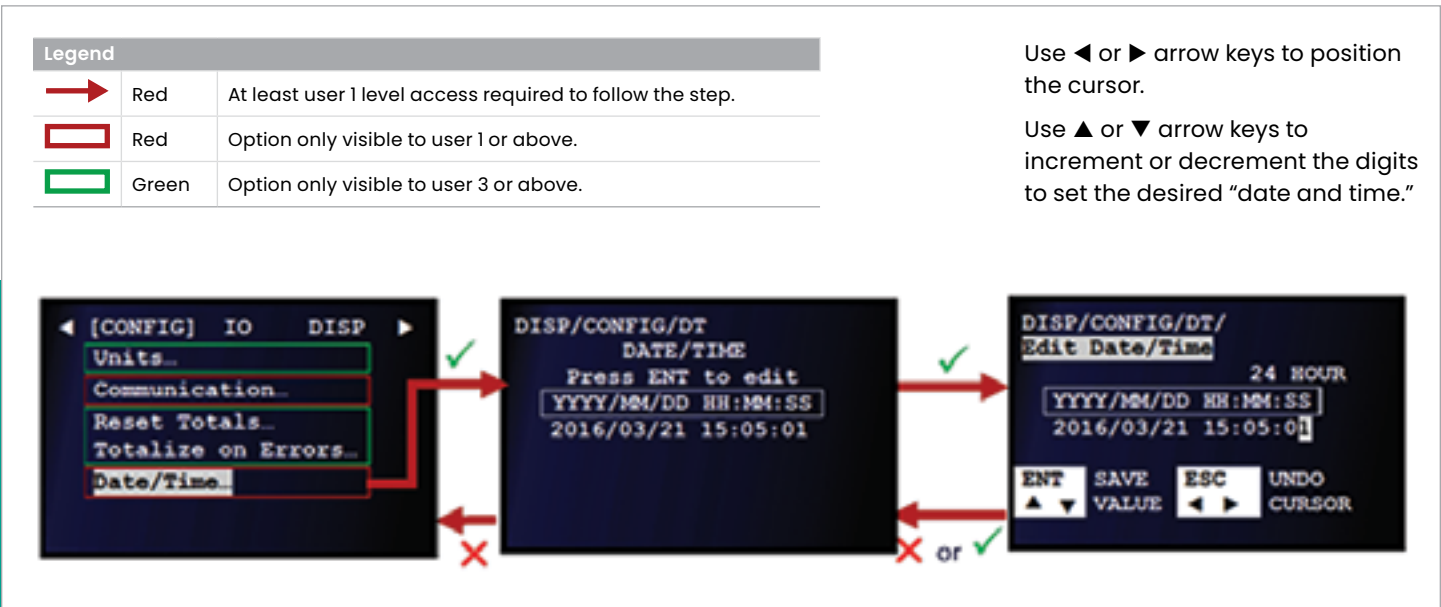 Legend
Red At least user 1 level access required to follow the step.
Red Option only visible to user 1 or above.
Green Option only visible to user 3 or above.
Use ◀ or ▶ arrow keys to position
the cursor.
Use ▲ or ▼ arrow keys to
increment or decrement the digits
to set the desired “date and time.”
◀ [CONFIG] IO DISP ▶
Units…
Communication…
Reset Totals…
Totalize on Errors…
Date/Time…
✓
✗
DISP/CONFIG/DT
DATE/TIME
Press ENT to edit
YYYY/MM/DD HH:MM:SS
2016/03/21 15:05:01
✓
✗ or ✓
DISP/CONFIG/DT/
Edit Date/Time
24 HOUR
YYYY/MM/DD HH:MM:SS
2016/03/21 15:05:01
ENT SAVE ESC UNDO
▲ ▼ VALUE ◀ ▶ CURSOR